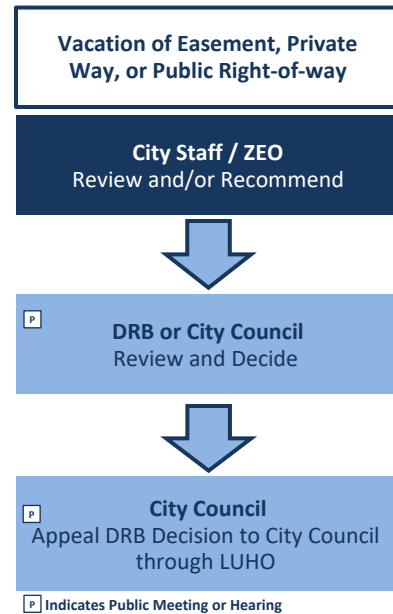 Vacation of Easement, Private
Way, or Public Right-of-way
City Staff / ZEO
Review and/or Recommend
P
DRB or City Council
Review and Decide
P
City Council
Appeal DRB Decision to City Council
through LUHO
P Indicates Public Meeting or Hearing